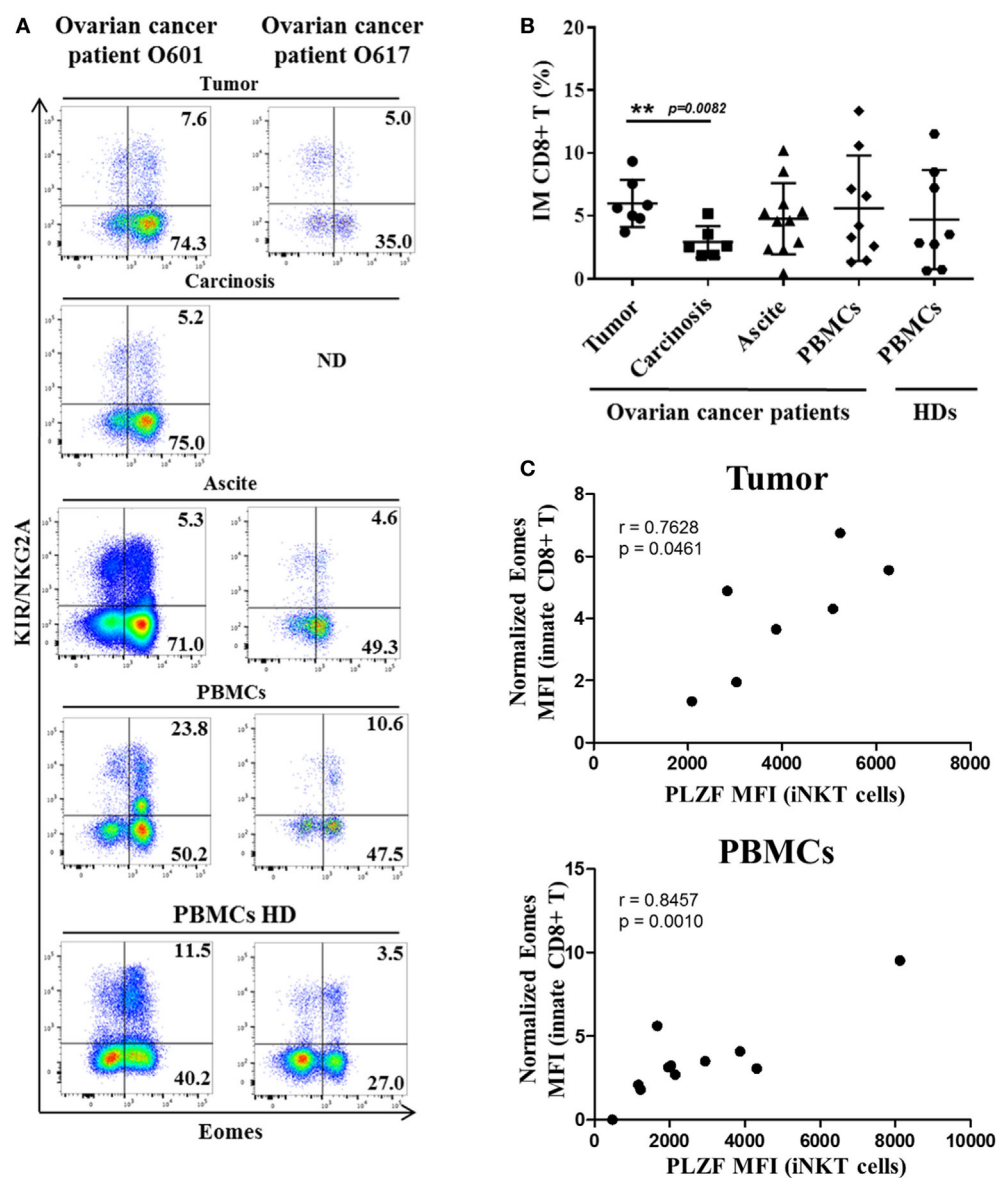 A
Ovarian cancer patient O601
Ovarian cancer patient O617
Tumor
7.6
5.0
74.3
35.0
Carcinosis
5.2
ND
75.0
Ascite
5.3
4.6
71.0
49.3
PBMCs
23.8
10.6
50.2
47.5
PBMCs HD
11.5
3.5
40.2
27.0
KIR/NKG2A
Eomes
B
IM CD8+ T (%)
20
15
10
5
0
** p=0.0082
Tumor
Carcinosis
Ascite
PBMCs
PBMCs
Ovarian cancer patients
HDs
C
Tumor
Normalized Eomes
MFI (innate CD8+ T)
8
6
4
2
0
r = 0.7628
p = 0.0461
0 2000 4000 6000 8000
PLZF MFI (iNKT cells)
PBMCs
Normalized Eomes
MFI (innate CD8+ T)
15
10
5
0
r = 0.8457
p = 0.0010
0 2000 4000 6000 8000 10000
PLZF MFI (iNKT cells)